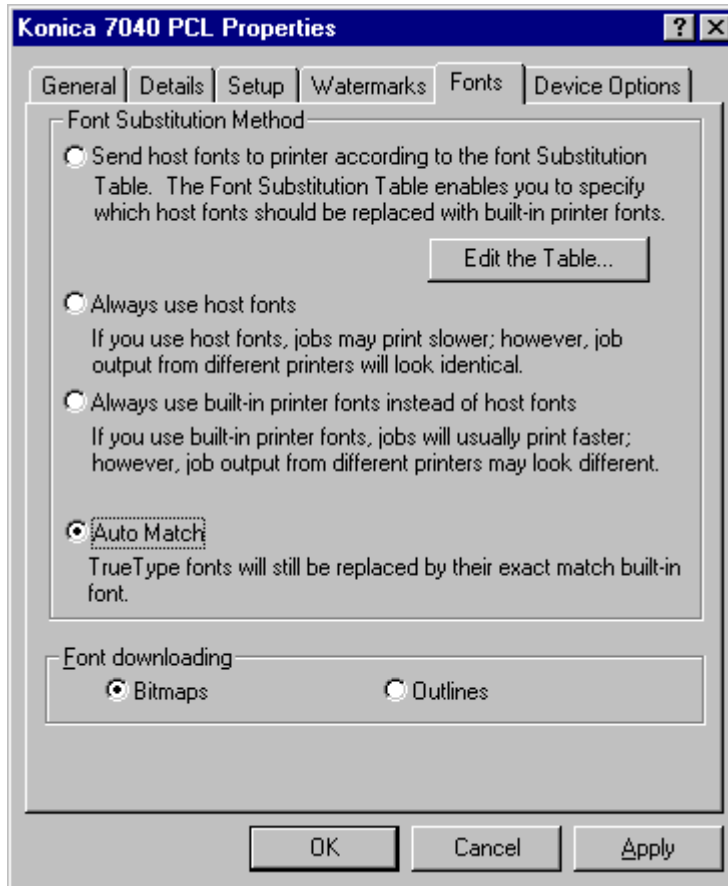 Konica 7040 PCL Properties
General Details Setup Watermarks Fonts Device Options
Font Substitution Method
Send host fonts to printer according to the font Substitution
Table.  The Font Substitution Table enables you to specify
which host fonts should be replaced with built-in printer fonts.
Edit the Table...
Always use host fonts
If you use host fonts, jobs may print slower; however, job
output from different printers will look identical.
Always use built-in printer fonts instead of host fonts
If you use built-in printer fonts, jobs will usually print faster;
however, job output from different printers may look different.
Auto Match
TrueType fonts will still be replaced by their exact match built-in
font.
Font downloading
Bitmaps Outlines
OK Cancel Apply